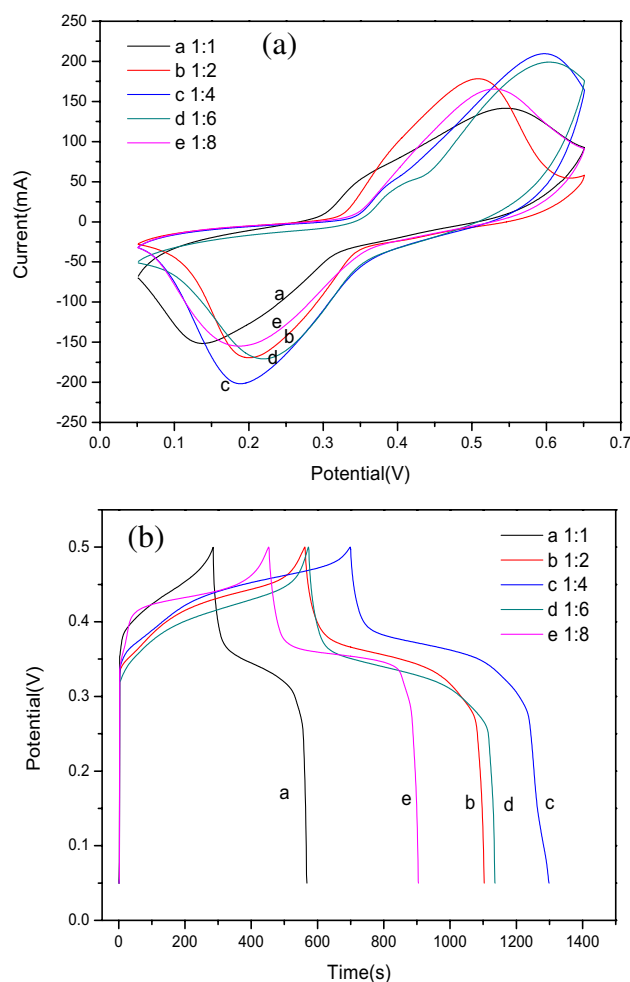 (a)
a 1:1
b 1:2
c 1:4
d 1:6
e 1:8
250
200
150
100
50
0
-50
-100
-150
-200
-250
Current(mA)
a
e
b
d
c
0.0 0.1 0.2 0.3 0.4 0.5 0.6 0.7
Potential(V)
(b)
a 1:1
b 1:2
c 1:4
d 1:6
e 1:8
0.5
0.4
0.3
0.2
0.1
0.0
Potential(V)
a e b d c
0 200 400 600 800 1000 1200 1400
Time(s)